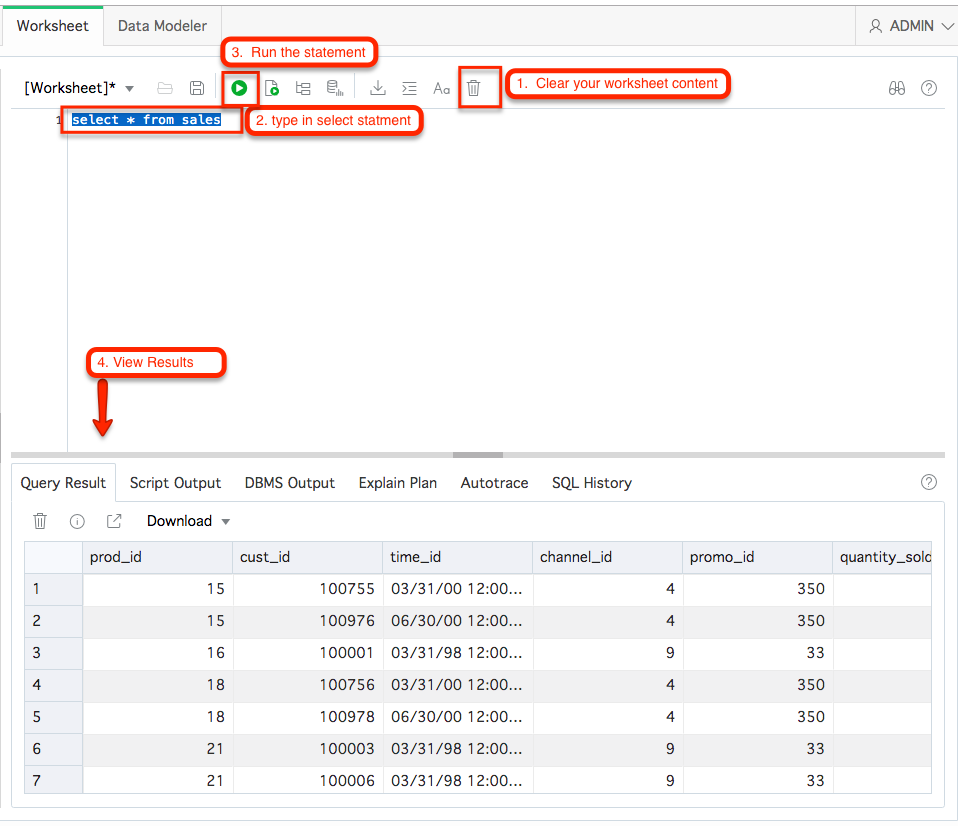 Worksheet Data Modeler ADMIN
3. Run the statement
[Worksheet]* Aa 1. Clear your worksheet content
1 select * from sales 2. type in select statment
4. View Results
Query Result Script Output DBMS Output Explain Plan Autotrace SQL History
Download
prod_id cust_id time_id channel_id promo_id quantity_sold
1 15 100755 03/31/00 12:00... 4 350
2 15 100976 06/30/00 12:00... 4 350
3 16 100001 03/31/98 12:00... 9 33
4 18 100756 03/31/00 12:00... 4 350
5 18 100978 06/30/00 12:00... 4 350
6 21 100003 03/31/98 12:00... 9 33
7 21 100006 03/31/98 12:00... 9 33